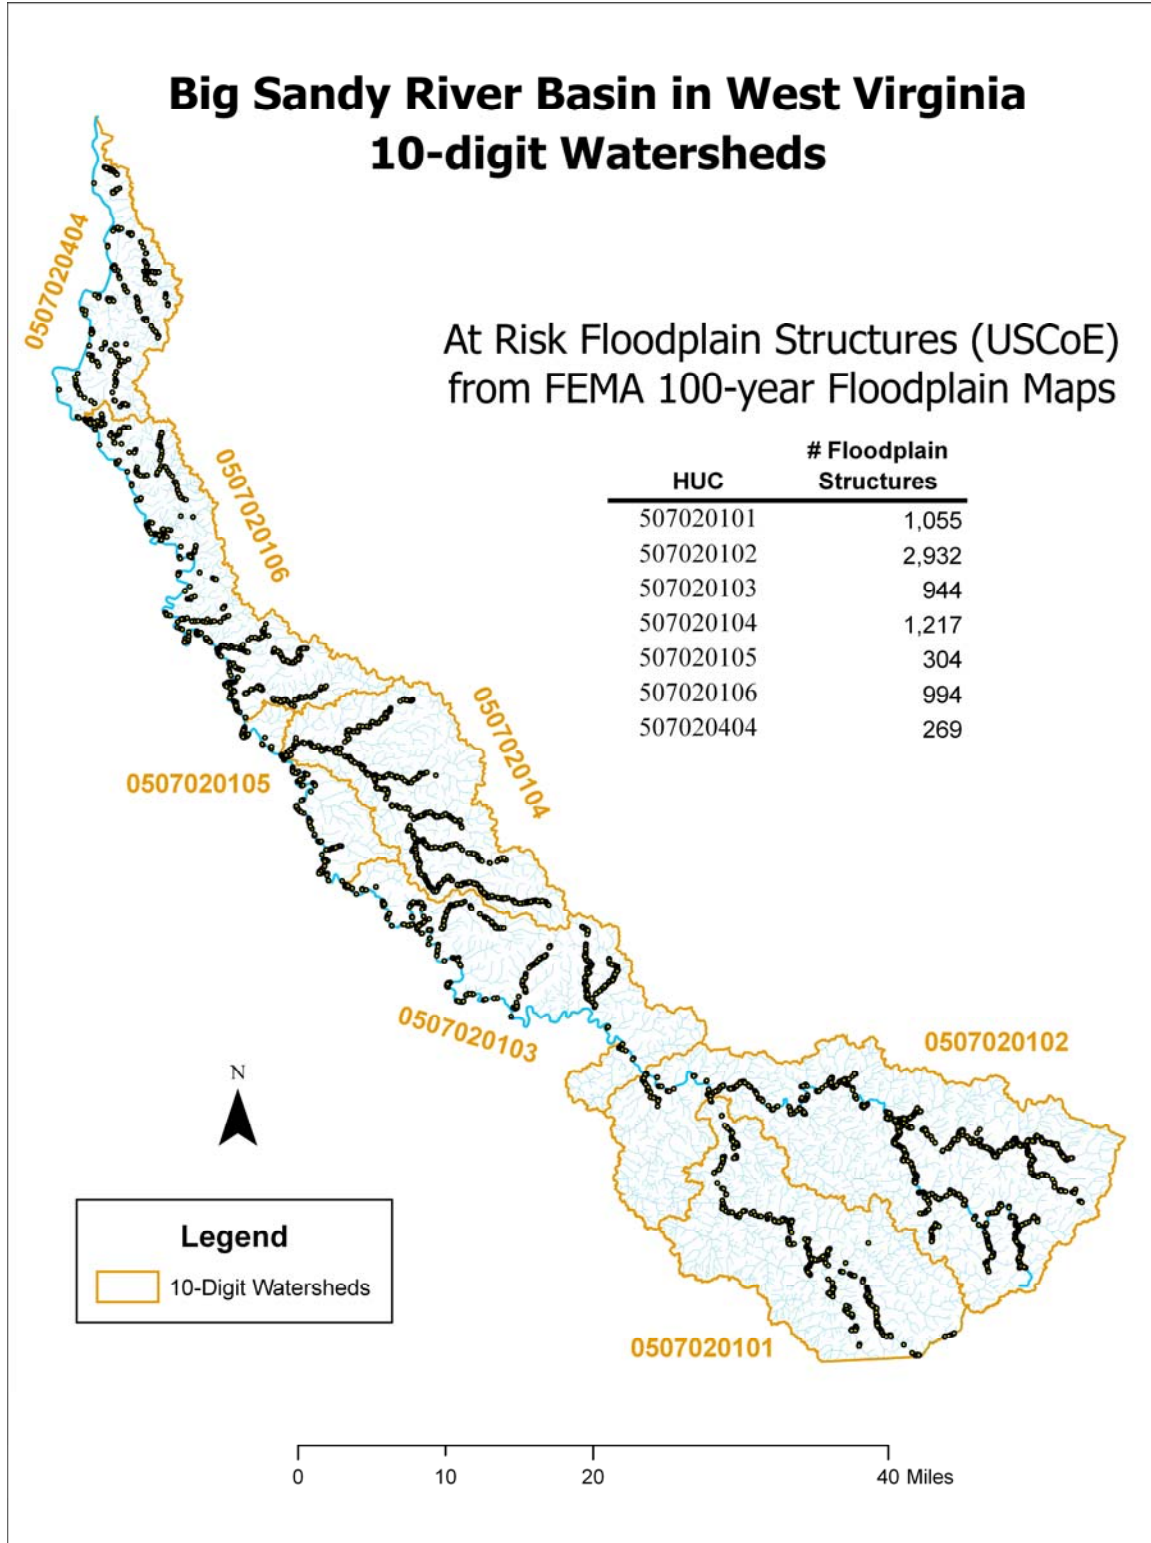 Big Sandy River Basin in West Virginia
10-digit Watersheds
0507020404
At Risk Floodplain Structures (USCoE)
from FEMA 100-year Floodplain Maps
# Floodplain
HUC Structures
507020101 1,055
507020102 2,932
507020103 944
507020104 1,217
507020105 304
507020106 994
507020404 269
0507020106
0507020104
0507020105
0507020103
0507020102
N
Legend
10-Digit Watersheds
0507020101
0 10 20 40 Miles